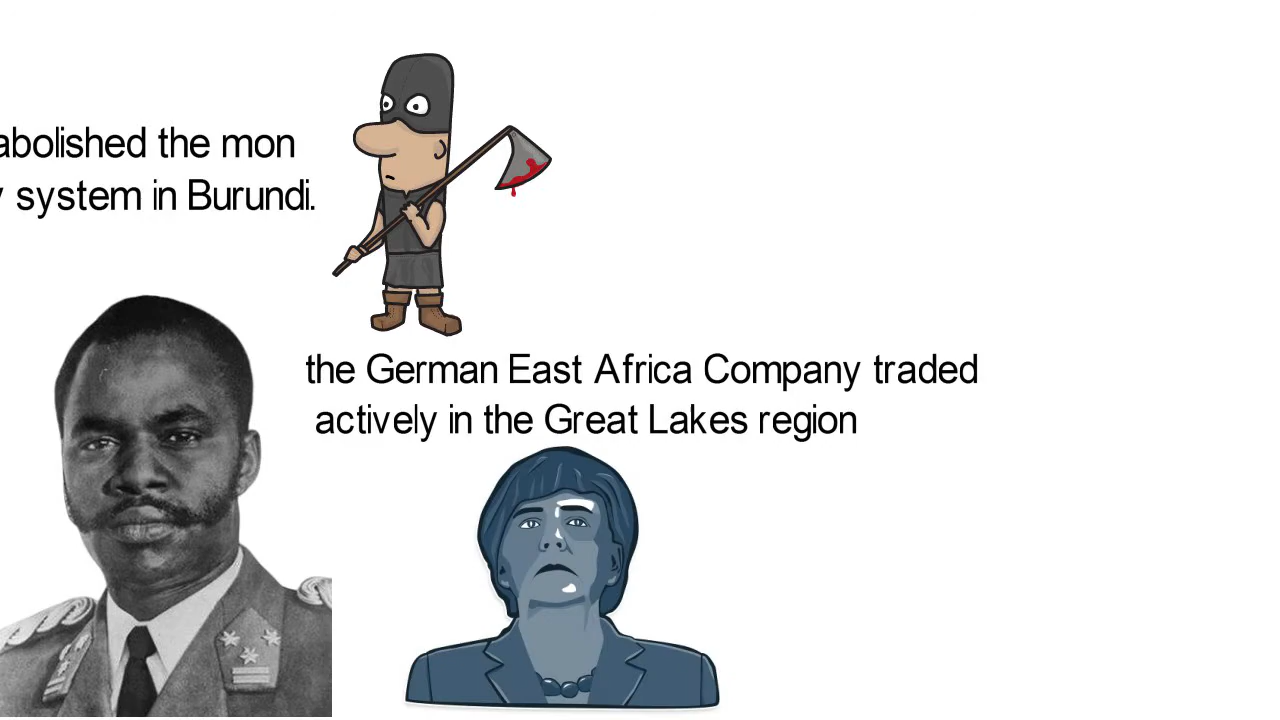 abolished the mon
y system in Burundi.
the German East Africa Company traded
actively in the Great Lakes region